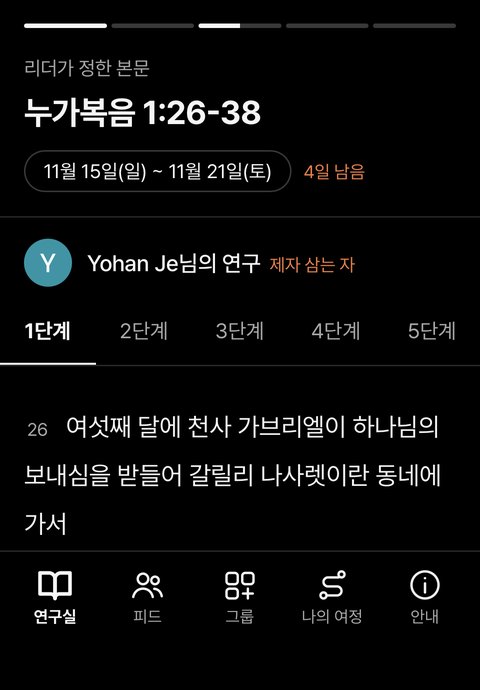 리더가 정한 본문
누가복음 1:26-38
11월 15일(일) ~ 11월 21일(토) 4일 남음
Y Yohan Je님의 연구 제자 삼는 자
1단계 2단계 3단계 4단계 5단계
26 여섯째 달에 천사 가브리엘이 하나님의
보내심을 받들어 갈릴리 나사렛이란 동네에
가서
연구실 피드 그룹 나의 여정 안내